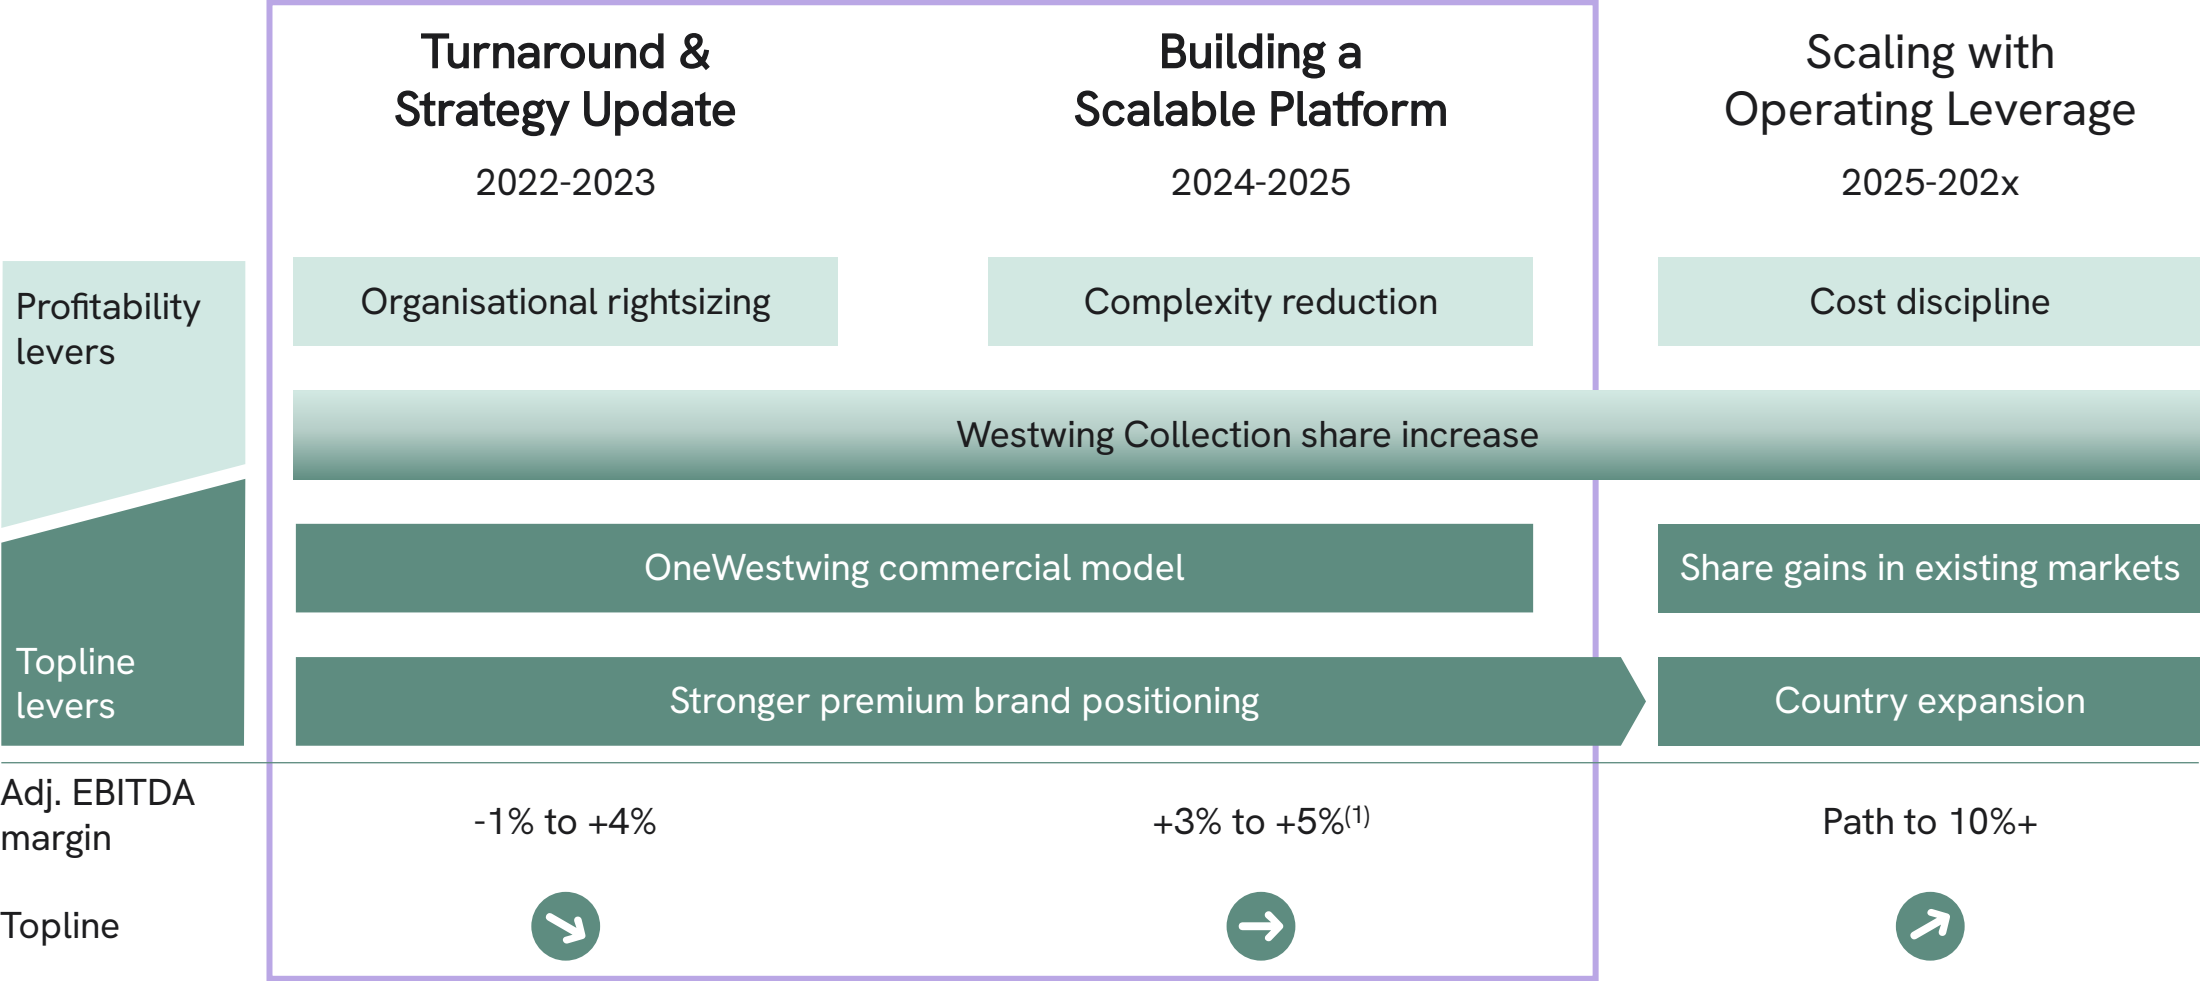 Turnaround &
Strategy Update
2022-2023
Building a
Scalable Platform
2024-2025
Scaling with
Operating Leverage
2025-202x
Profitability
levers
Organisational rightsizing
Complexity reduction
Cost discipline
Westwing Collection share increase
OneWestwing commercial model
Share gains in existing markets
Topline
levers
Stronger premium brand positioning
Country expansion
Adj. EBITDA
margin
-1% to +4%
+3% to +5%(1)
Path to 10%+
Topline